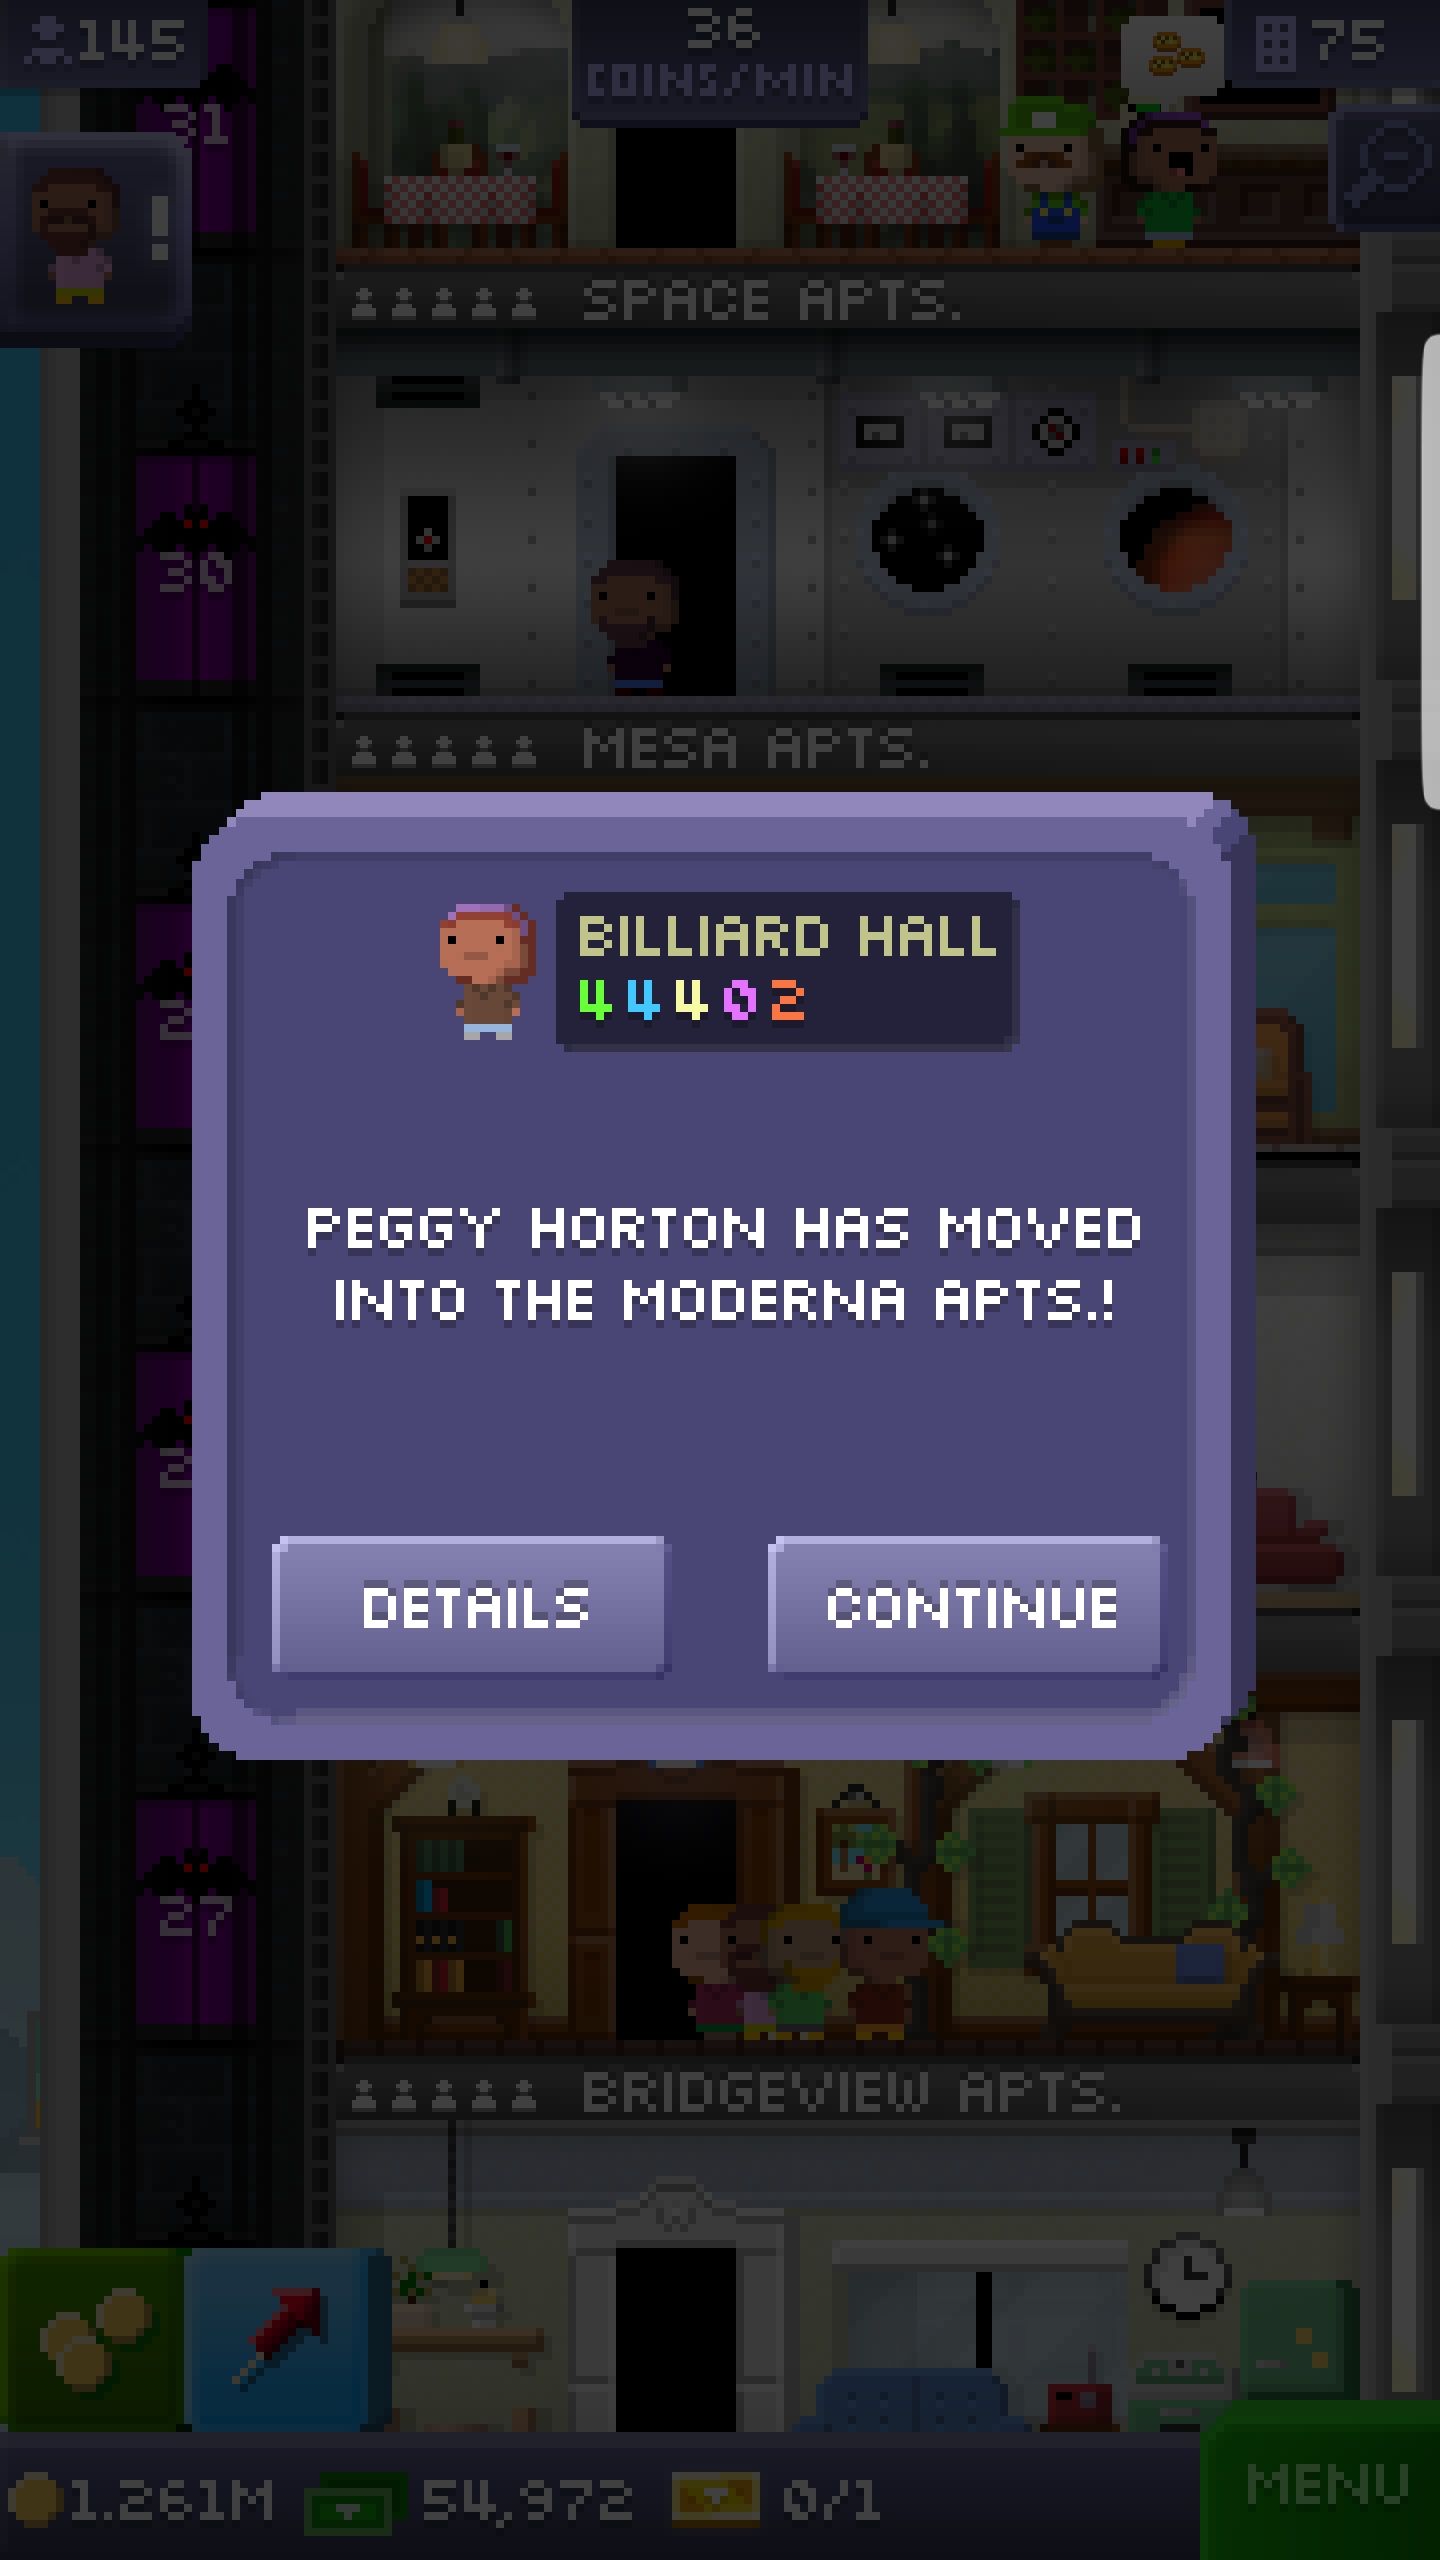 145
36
COINS/MIN
75
31
!
SPACE APTS.
30
MESA APTS.
BILLIARD HALL
44402
PEGGY HORTON HAS MOVED
INTO THE MODERNA APTS.!
DETAILS
CONTINUE
27
BRIDGEVIEW APTS.
1.261M
54,972
0/1
MENU